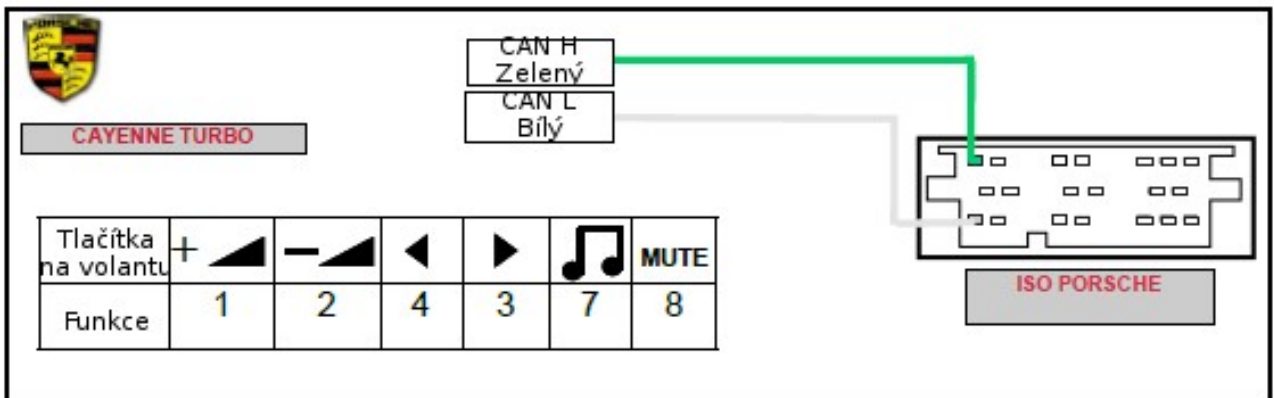 PORSCHE
CAYENNE TURBO
CAN H
Zelený
CAN L
Bílý
ISO PORSCHE
Tlačítka
na volantu
+
MUTE
Funkce
1
2
4
3
7
8